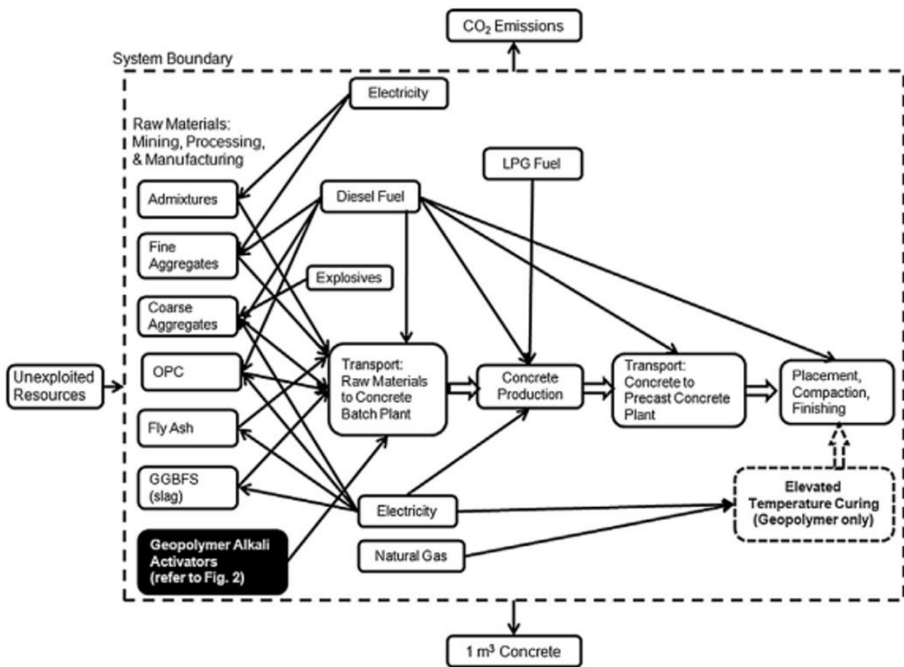 CO₂ Emissions
System Boundary
Electricity
Raw Materials:
Mining, Processing,
& Manufacturing
LPG Fuel
Admixtures
Diesel Fuel
Fine
Aggregates
Explosives
Coarse
Aggregates
Unexploited
Resources
OPC
Transport:
Raw Materials
to Concrete
Batch Plant
Concrete
Production
Transport:
Concrete to
Precast Concrete
Plant
Placement,
Compaction,
Finishing
Fly Ash
GGBFS
(slag)
Electricity
Elevated
Temperature Curing
(Geopolymer only)
Geopolymer Alkali
Activators
(refer to Fig. 2)
Natural Gas
1 m³ Concrete